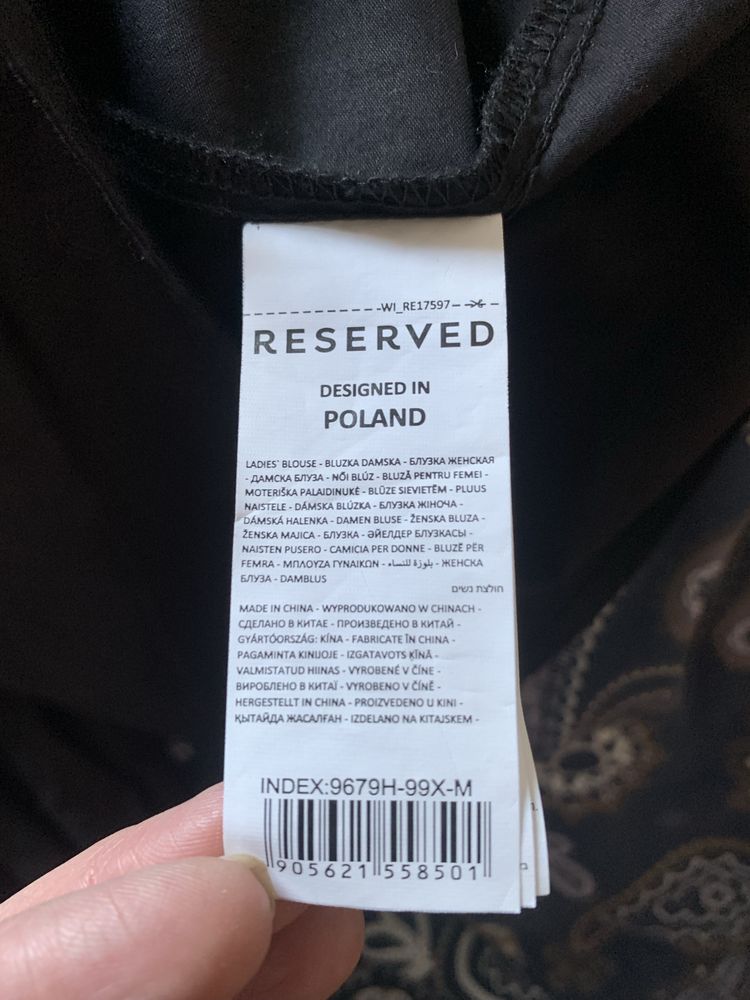 WI_RE17597
RESERVED
DESIGNED IN
POLAND
LADIES` BLOUSE - BLUZKA DAMSKA - БЛУЗКА ЖЕНСКАЯ
- ДАМСКА БЛУЗА - NŐI BLÚZ - BLUZĂ PENTRU FEMEI -
MOTERIŠKA PALAIDINUKĖ - BLŪZE SIEVIETĒM - PLUUS
NAISTELE - DÁMSKA BLÚZKA - БЛУЗКА ЖІНОЧА -
DÁMSKÁ HALENKA - DAMEN BLUSE - ŽENSKA BLUZA -
ŽENSKA MAJICA - БЛУЗКА - ӘЙЕЛДЕР БЛУЗКАСЫ -
NAISTEN PUSERO - CAMICIA PER DONNE - BLUZË PËR
FEMRA - ΜΠΛΟΥΖΑ ΓΥΝΑΙΚΩΝ - بلوزة للنساء - ЖЕНСКА
БЛУЗА - DAMBLUS
חולצת נשים
MADE IN CHINA - WYPRODUKOWANO W CHINACH -
СДЕЛАНО В КИТАЕ - ПРОИЗВЕДЕНО В КИТАЙ -
GYÁRTÓORSZÁG: KÍNA - FABRICATE ÎN CHINA -
PAGAMINTA KINIJOJE - IZGATAVOTS ĶĪNĀ -
VALMISTATUD HIINAS - VYROBENÉ V ČÍNE -
ВИРОБЛЕНО В КИТАЇ - VYROBENO V ČÍNĚ -
HERGESTELLT IN CHINA - PROIZVEDENO U KINI -
ҚЫТАЙДА ЖАСАЛҒАН - IZDELANO NA KITAJSKEM -
INDEX:9679H-99X-M
905621 558501